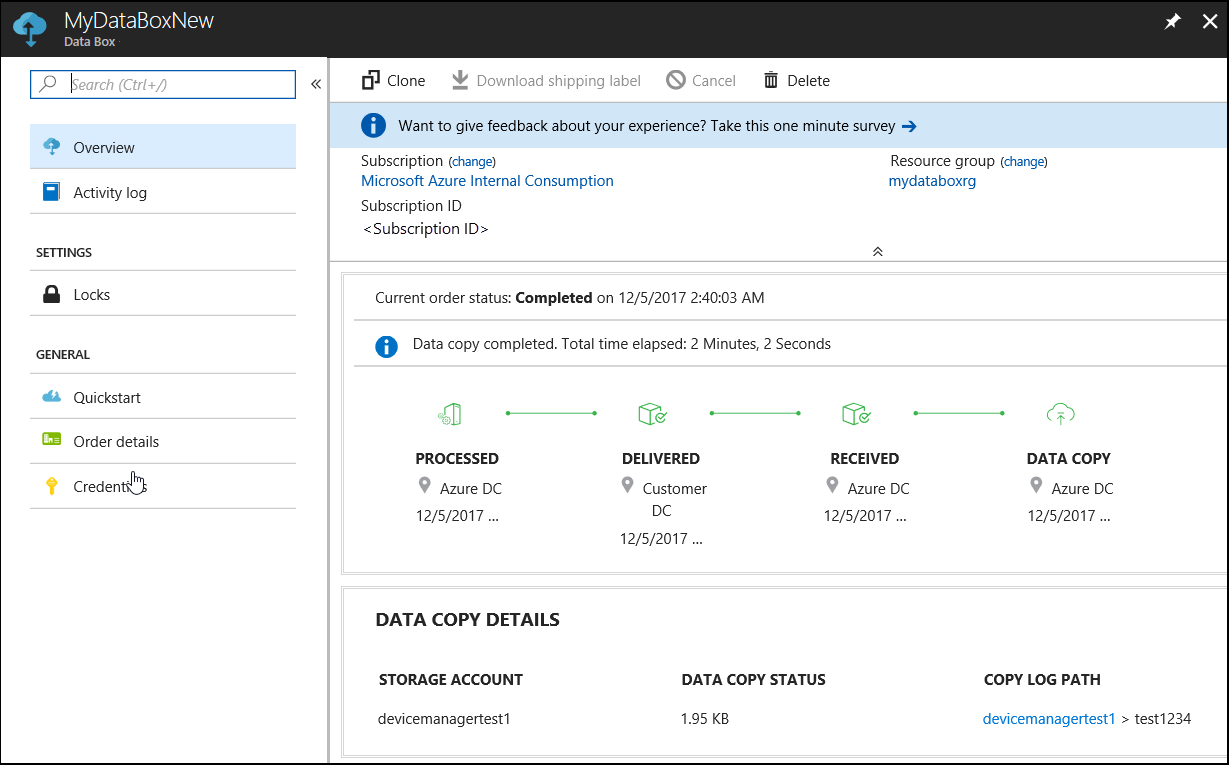 MyDataBoxNew
Data Box
Search (Ctrl+/)
Overview
Activity log
SETTINGS
Locks
GENERAL
Quickstart
Order details
Clone Download shipping label Cancel Delete
Want to give feedback about your experience? Take this one minute survey →
Subscription (change)
Microsoft Azure Internal Consumption
Subscription ID
<Subscription ID>
Resource group (change)
mydataboxrg
Current order status: Completed on 12/5/2017 2:40:03 AM
Data copy completed. Total time elapsed: 2 Minutes, 2 Seconds
PROCESSED
Azure DC
12/5/2017 ...
DELIVERED
Customer
DC
12/5/2017 ...
RECEIVED
Azure DC
12/5/2017 ...
DATA COPY
Azure DC
12/5/2017 ...
DATA COPY DETAILS
STORAGE ACCOUNT DATA COPY STATUS COPY LOG PATH
devicemanagertest1 1.95 KB devicemanagertest1 > test1234